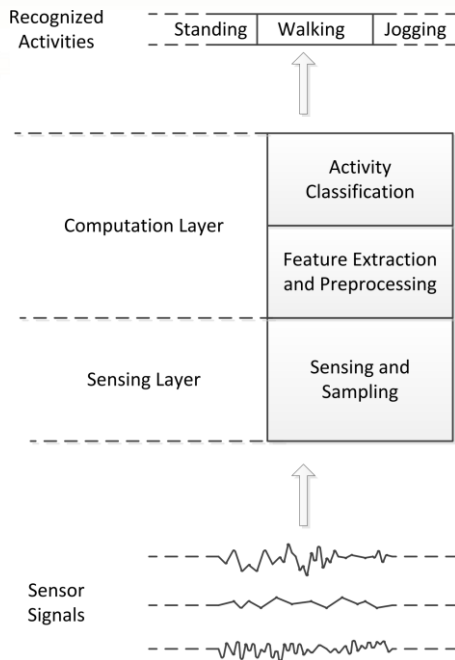 Recognized
Activities
Standing
Walking
Jogging
Activity
Classification
Computation Layer
Feature Extraction
and Preprocessing
Sensing Layer
Sensing and
Sampling
Sensor
Signals